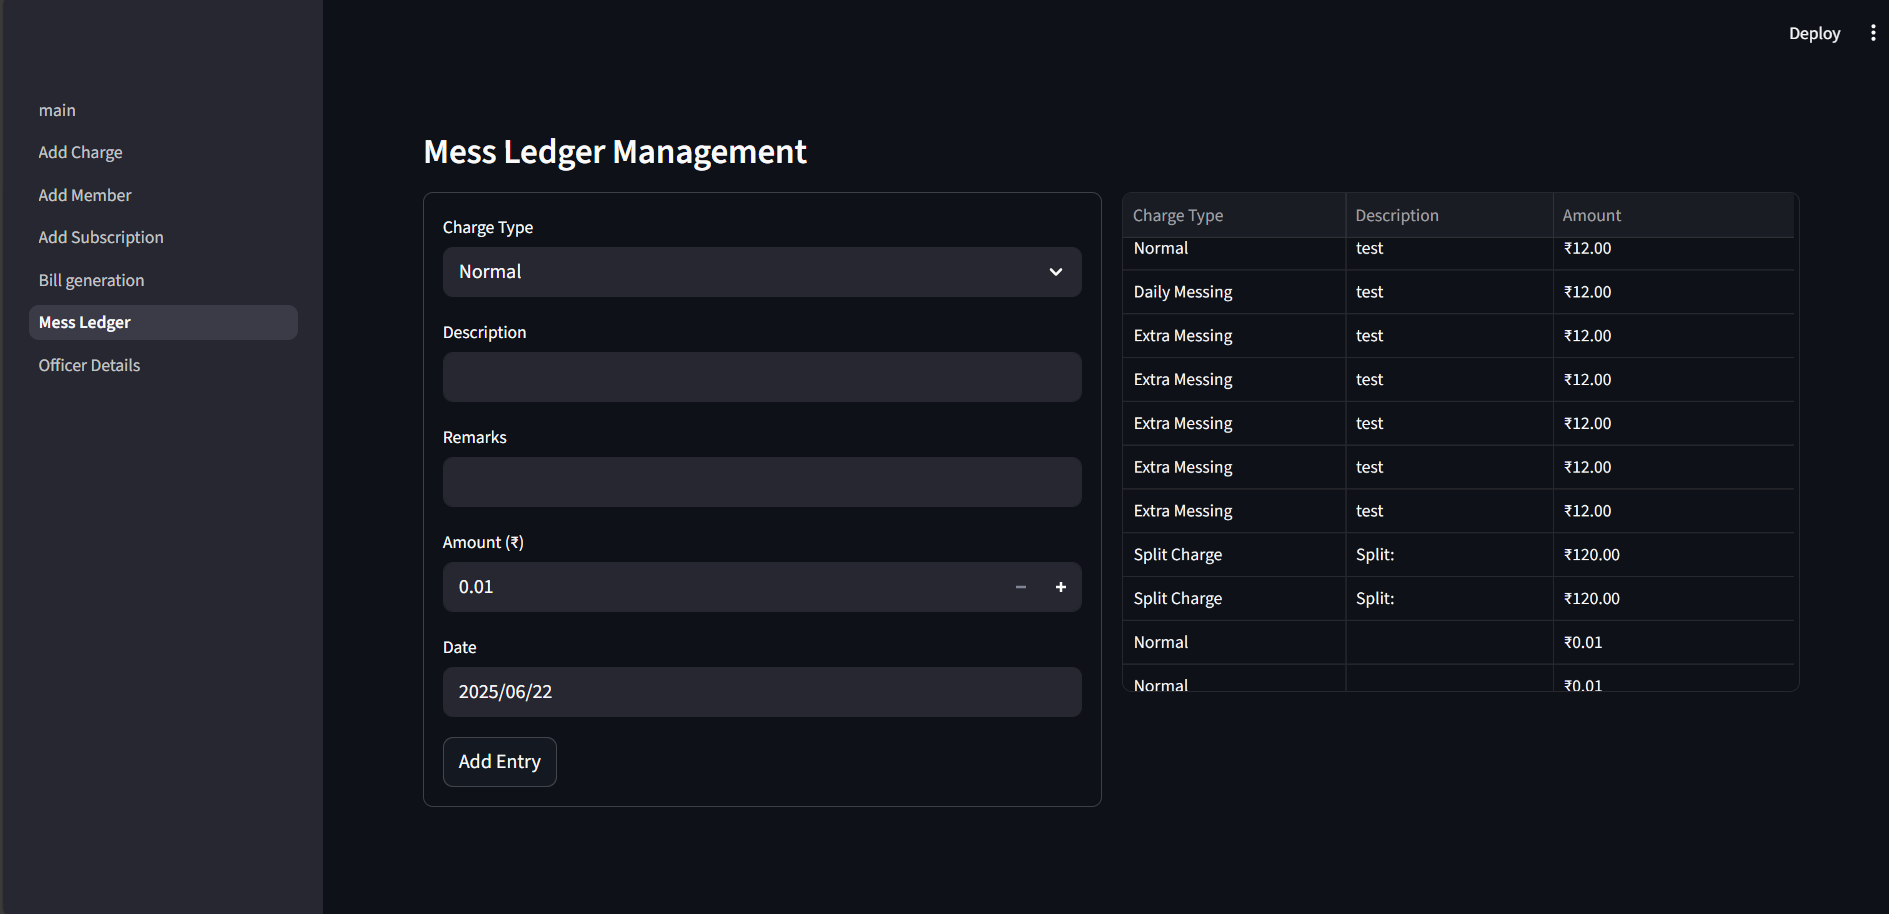 Deploy
main
Add Charge
Add Member
Add Subscription
Bill generation
Mess Ledger
Officer Details
Mess Ledger Management
Charge Type
Normal
Description
Remarks
Amount (₹)
0.01
Date
2025/06/22
Add Entry
Charge Type Description Amount
Normal test ₹12.00
Daily Messing test ₹12.00
Extra Messing test ₹12.00
Extra Messing test ₹12.00
Extra Messing test ₹12.00
Extra Messing test ₹12.00
Extra Messing test ₹12.00
Split Charge Split: ₹120.00
Split Charge Split: ₹120.00
Normal ₹0.01
Normal ₹0.01